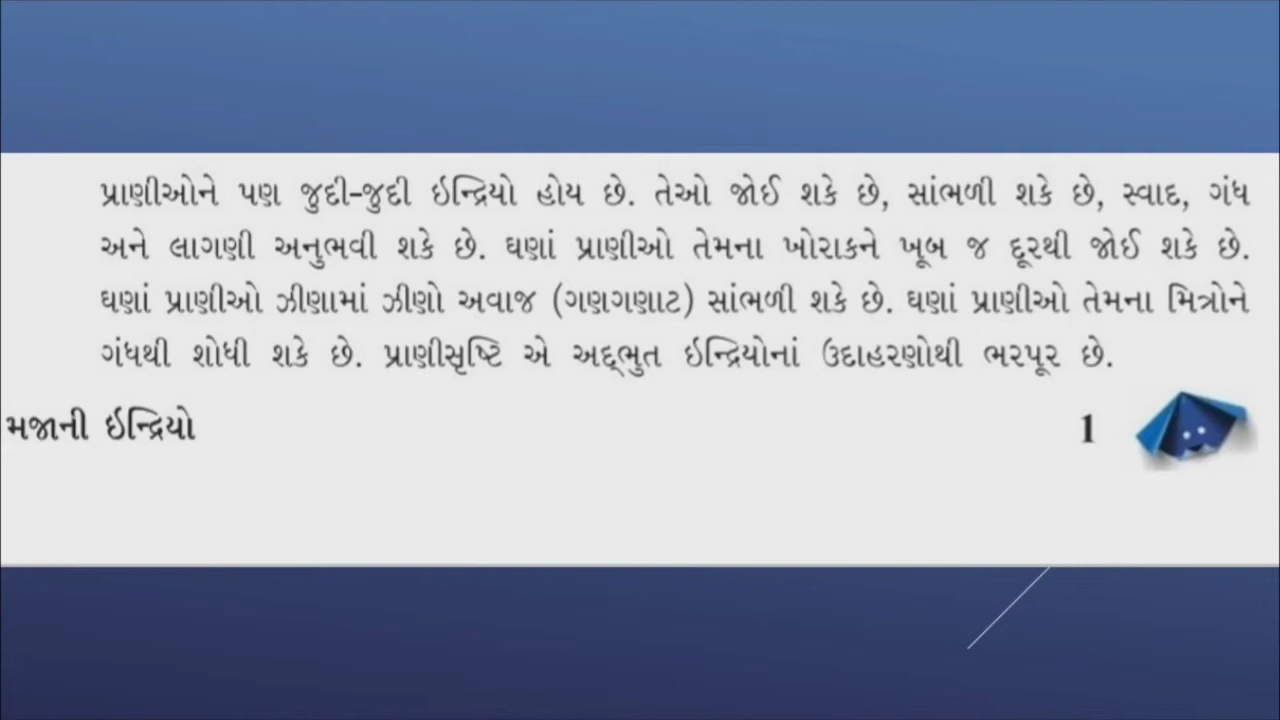 પ્રાણીઓને પણ જુદી-જુદી ઇન્દ્રિયો હોય છે. તેઓ જોઈ શકે છે, સાંભળી શકે છે, સ્વાદ, ગંધ
અને લાગણી અનુભવી શકે છે. ઘણાં પ્રાણીઓ તેમના ખોરાકને ખૂબ જ દૂરથી જોઈ શકે છે.
ઘણાં પ્રાણીઓ ઝીણામાં ઝીણો અવાજ (ગણગણાટ) સાંભળી શકે છે. ઘણાં પ્રાણીઓ તેમના મિત્રોને
ગંધથી શોધી શકે છે. પ્રાણીસૃષ્ટિ એ અદ્ભુત ઇન્દ્રિયોનાં ઉદાહરણોથી ભરપૂર છે.
મજાની ઇન્દ્રિયો 1